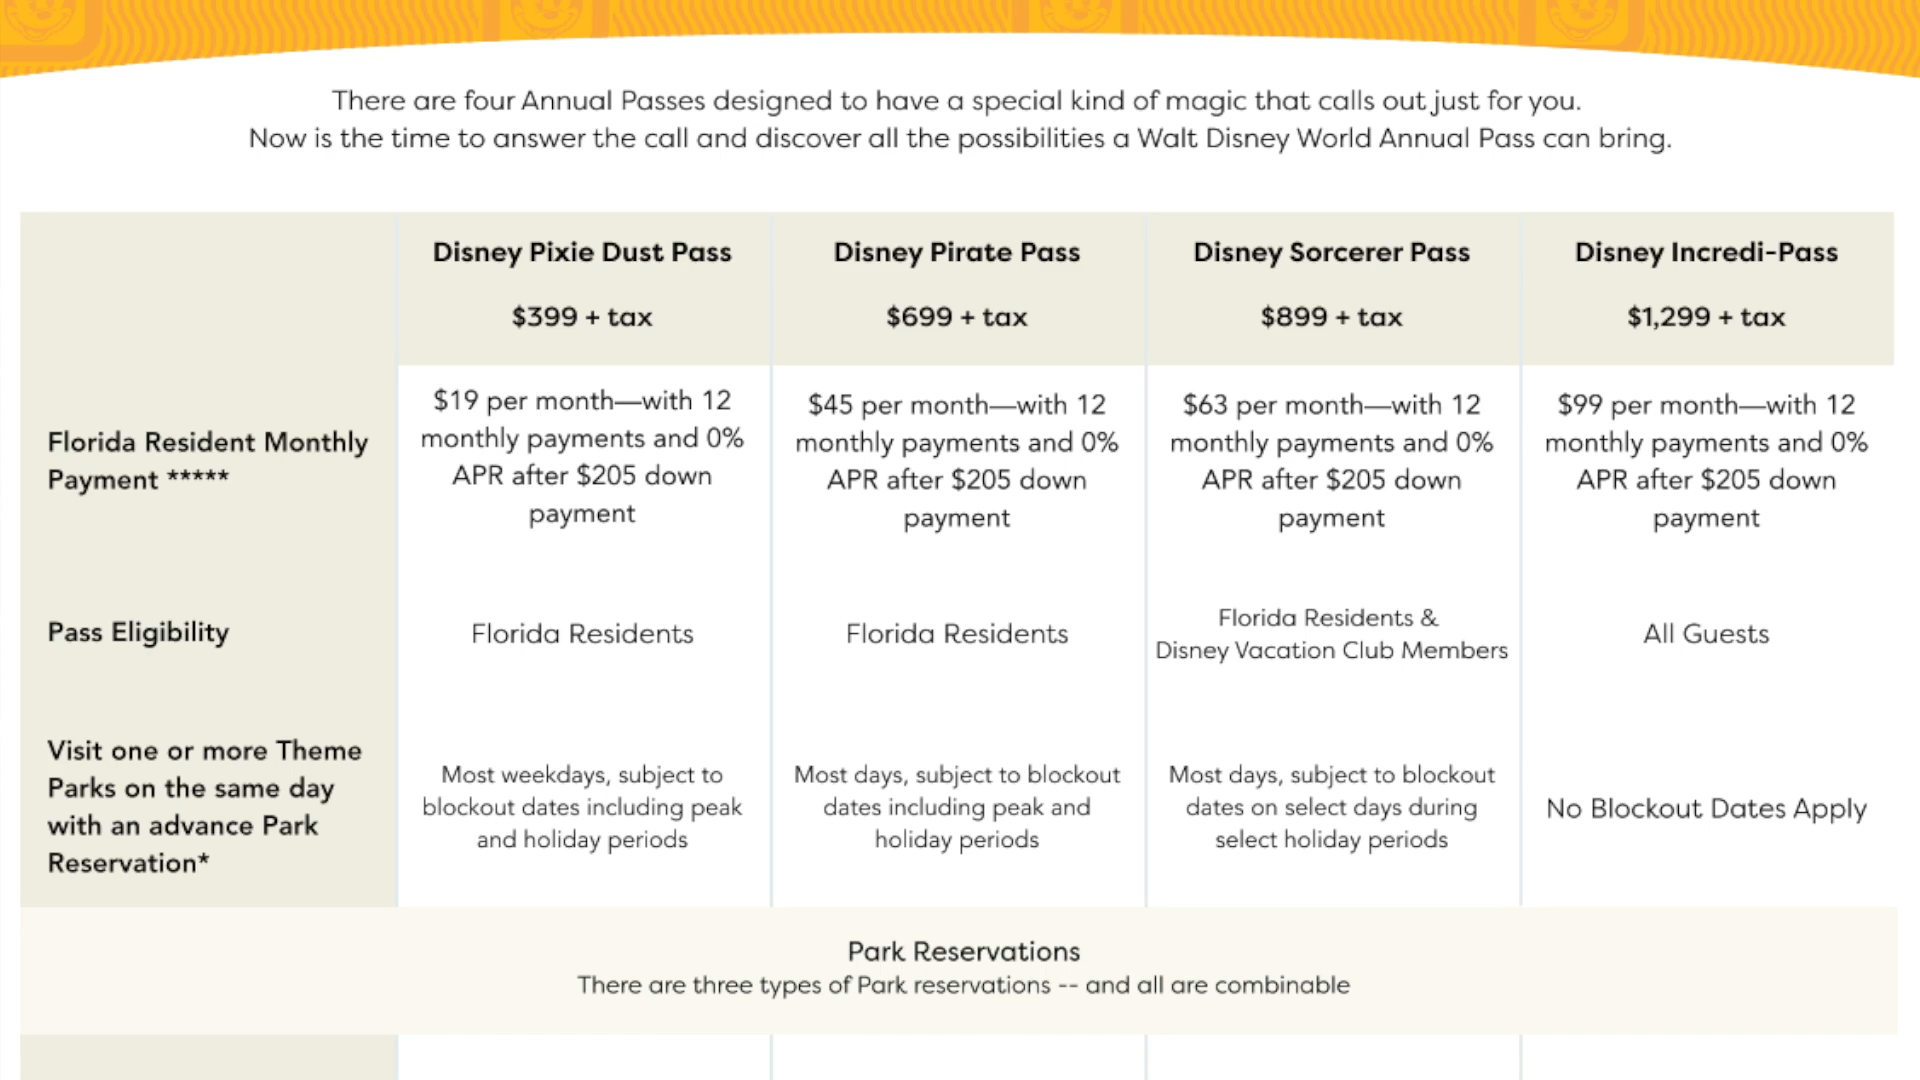 There are four Annual Passes designed to have a special kind of magic that calls out just for you.
Now is the time to answer the call and discover all the possibilities a Walt Disney World Annual Pass can bring.
Disney Pixie Dust Pass
$399 + tax
Disney Pirate Pass
$699 + tax
Disney Sorcerer Pass
$899 + tax
Disney Incredi-Pass
$1,299 + tax
Florida Resident Monthly
Payment *****
$19 per month—with 12
monthly payments and 0%
APR after $205 down
payment
$45 per month—with 12
monthly payments and 0%
APR after $205 down
payment
$63 per month—with 12
monthly payments and 0%
APR after $205 down
payment
$99 per month—with 12
monthly payments and 0%
APR after $205 down
payment
Pass Eligibility
Florida Residents
Florida Residents
Florida Residents &
Disney Vacation Club Members
All Guests
Visit one or more Theme
Parks on the same day
with an advance Park
Reservation*
Most weekdays, subject to
blockout dates including peak
and holiday periods
Most days, subject to blockout
dates including peak and
holiday periods
Most days, subject to blockout
dates on select days during
select holiday periods
No Blockout Dates Apply
Park Reservations
There are three types of Park reservations -- and all are combinable